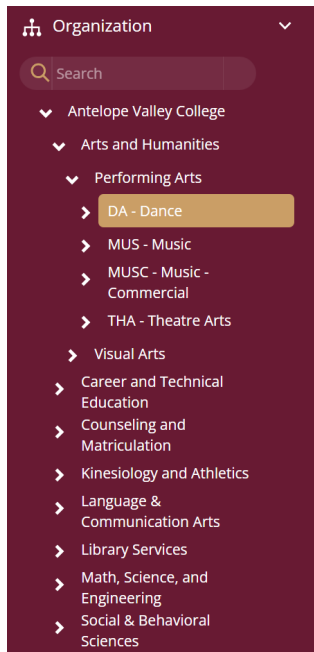 Organization
Search
Antelope Valley College
Arts and Humanities
Performing Arts
DA - Dance
MUS - Music
MUSC - Music -
Commercial
THA - Theatre Arts
Visual Arts
Career and Technical
Education
Counseling and
Matriculation
Kinesiology and Athletics
Language &
Communication Arts
Library Services
Math, Science, and
Engineering
Social & Behavioral
Sciences